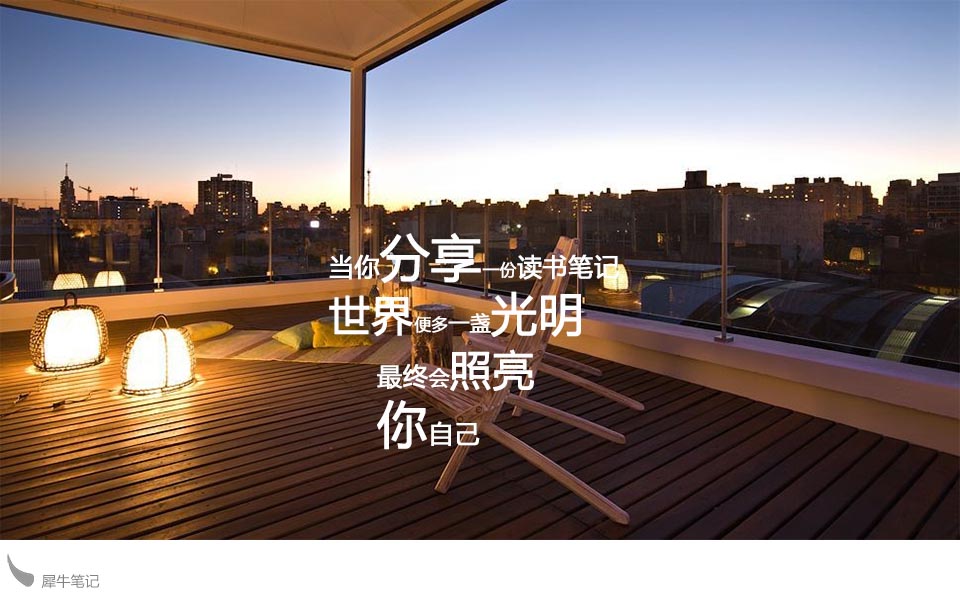 当你分享一份读书笔记
世界便多一盏光明
最终会照亮
你自己
犀牛笔记